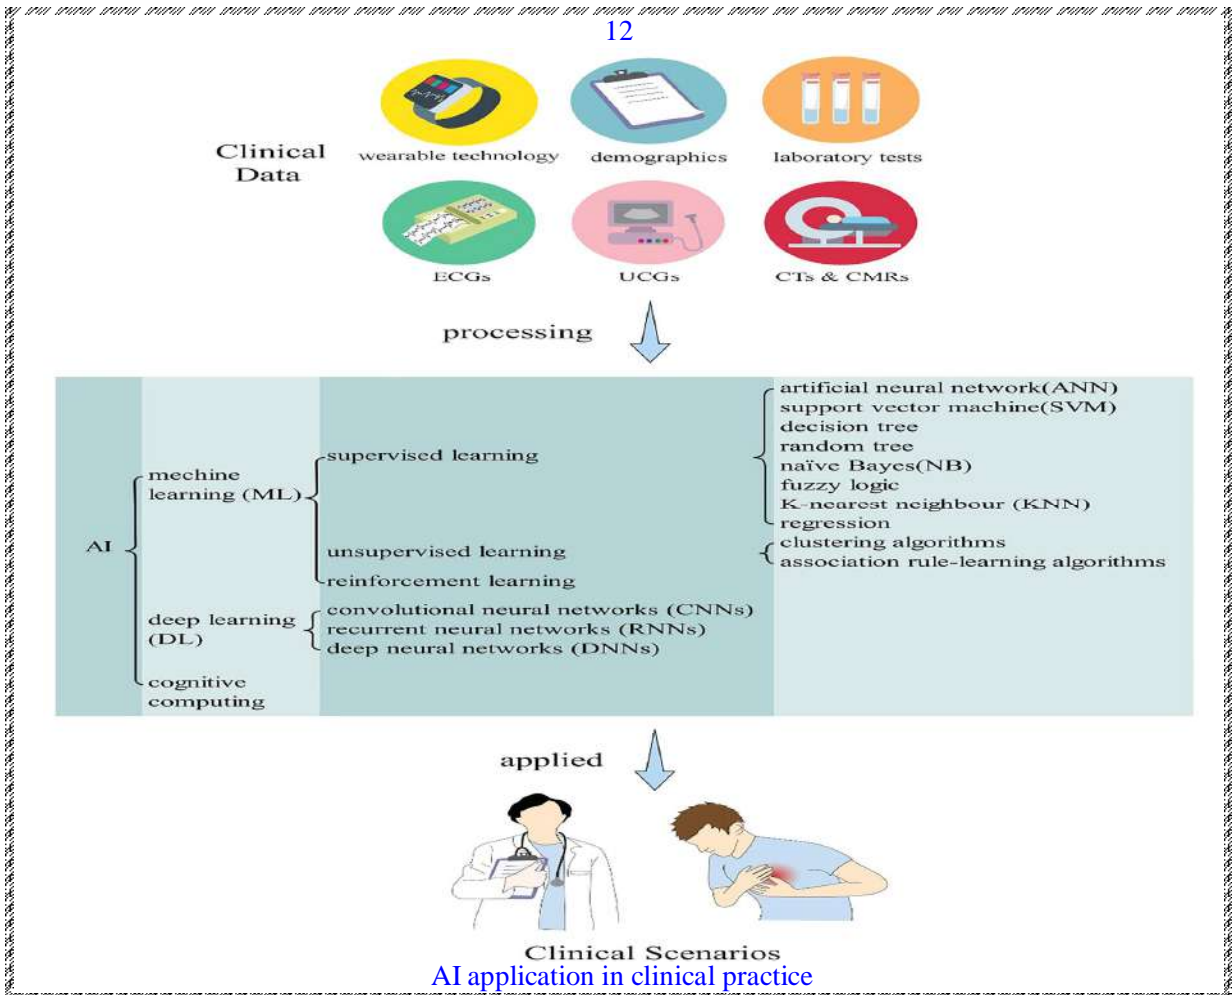 12
Clinical
Data
wearable technology
demographics
laboratory tests
ECGs
UCGs
CTs & CMRs
processing
AI
mechine
learning (ML)
supervised learning
artificial neural network(ANN)
support vector machine(SVM)
decision tree
random tree
naïve Bayes(NB)
fuzzy logic
K-nearest neighbour (KNN)
regression
unsupervised learning
clustering algorithms
association rule-learning algorithms
reinforcement learning
deep learning
(DL)
convolutional neural networks (CNNs)
recurrent neural networks (RNNs)
deep neural networks (DNNs)
cognitive
computing
applied
Clinical Scenarios
AI application in clinical practice